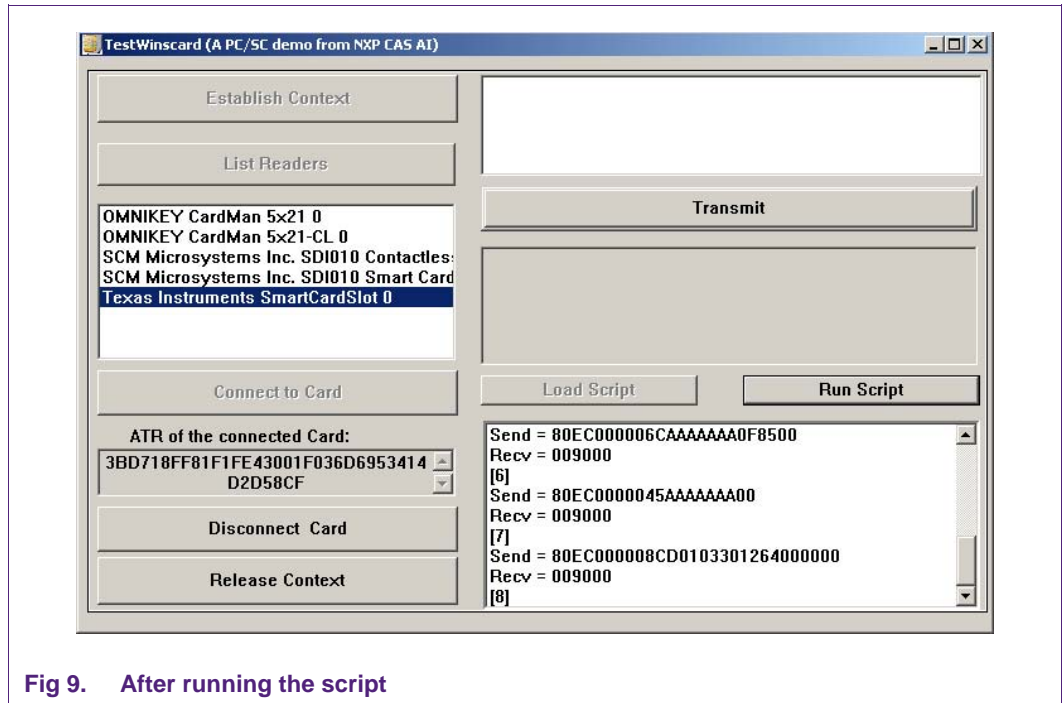 TestWinscard (A PC/SC demo from NXP CAS AI)
Establish Context
List Readers
OMNIKEY CardMan 5x21 0
OMNIKEY CardMan 5x21-CL 0
SCM Microsystems Inc. SDI010 Contactles
SCM Microsystems Inc. SDI010 Smart Card
Texas Instruments SmartCardSlot 0
Connect to Card
ATR of the connected Card:
3BD718FF81F1FE43001F036D6953414
D2D58CF
Disconnect Card
Release Context
Transmit
Load Script
Run Script
Send = 80EC000006CAAAAAAA0F8500
Recv = 009000
[6]
Send = 80EC0000045AAAAAAA00
Recv = 009000
[7]
Send = 80EC000008CD0103301264000000
Recv = 009000
[8]
Fig 9. After running the script